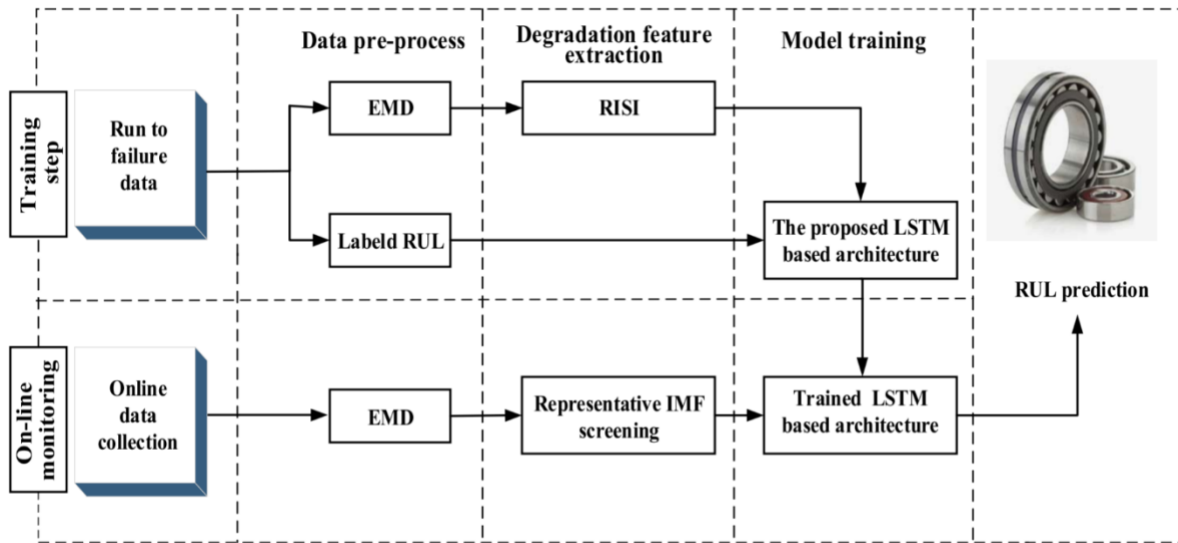 Data pre-process
Degradation feature
extraction
Model training
Training
step
Run to
failure
data
EMD
RISI
Labeld RUL
The proposed LSTM
based architecture
RUL prediction
On-line
monitoring
Online
data
collection
EMD
Representative IMF
screening
Trained LSTM
based architecture